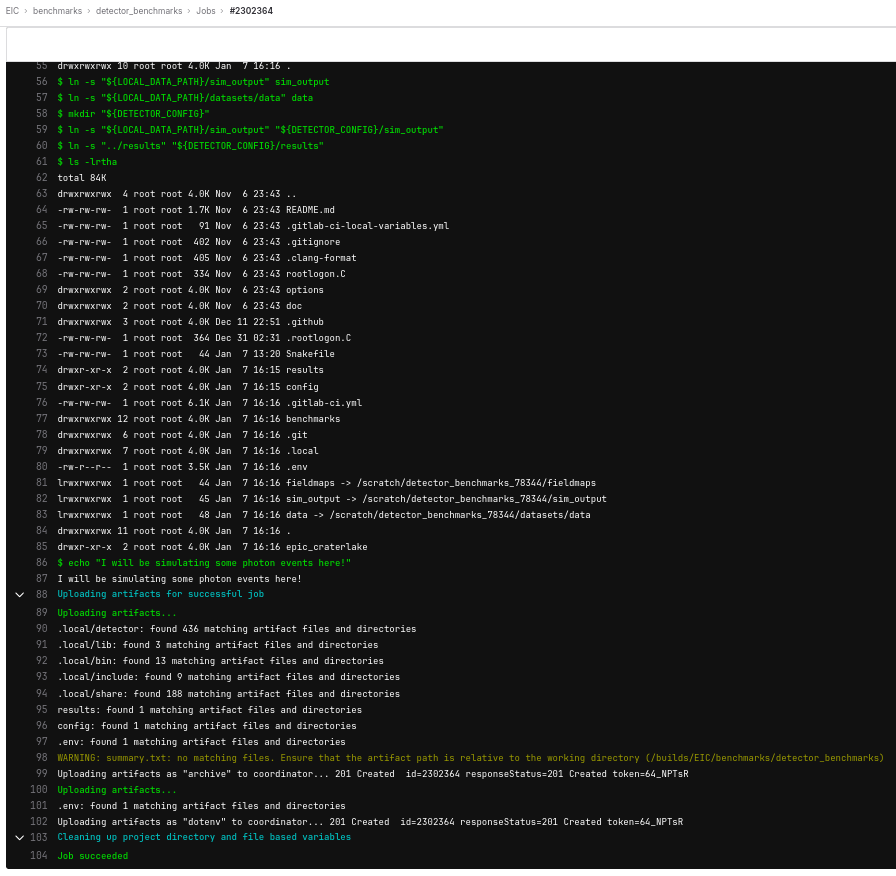 EIC › benchmarks › detector_benchmarks › Jobs › #2302364
55 drwxrwxrwx 10 root root 4.0K Jan  7 16:16 .
56 $ ln -s "${LOCAL_DATA_PATH}/sim_output" sim_output
57 $ ln -s "${LOCAL_DATA_PATH}/datasets/data" data
58 $ mkdir "${DETECTOR_CONFIG}"
59 $ ln -s "${LOCAL_DATA_PATH}/sim_output" "${DETECTOR_CONFIG}/sim_output"
60 $ ln -s "../results" "${DETECTOR_CONFIG}/results"
61 $ ls -lrtha
62 total 84K
63 drwxrwxrwx  4 root root 4.0K Nov  6 23:43 ..
64 -rw-rw-rw-  1 root root 1.7K Nov  6 23:43 README.md
65 -rw-rw-rw-  1 root root   91 Nov  6 23:43 .gitlab-ci-local-variables.yml
66 -rw-rw-rw-  1 root root  402 Nov  6 23:43 .gitignore
67 -rw-rw-rw-  1 root root  405 Nov  6 23:43 .clang-format
68 -rw-rw-rw-  1 root root  334 Nov  6 23:43 rootlogon.C
69 drwxrwxrwx  2 root root 4.0K Nov  6 23:43 options
70 drwxrwxrwx  2 root root 4.0K Nov  6 23:43 doc
71 drwxrwxrwx  3 root root 4.0K Dec 11 22:51 .github
72 -rw-rw-rw-  1 root root  364 Dec 31 02:31 .rootlogon.C
73 -rw-rw-rw-  1 root root   44 Jan  7 13:20 Snakefile
74 drwxr-xr-x  2 root root 4.0K Jan  7 16:15 results
75 drwxr-xr-x  2 root root 4.0K Jan  7 16:15 config
76 -rw-rw-rw-  1 root root 6.1K Jan  7 16:16 .gitlab-ci.yml
77 drwxrwxrwx 12 root root 4.0K Jan  7 16:16 benchmarks
78 drwxrwxrwx  6 root root 4.0K Jan  7 16:16 .git
79 drwxrwxrwx  7 root root 4.0K Jan  7 16:16 .local
80 -rw-r--r--  1 root root 3.5K Jan  7 16:16 .env
81 lrwxrwxrwx  1 root root   44 Jan  7 16:16 fieldmaps -> /scratch/detector_benchmarks_78344/fieldmaps
82 lrwxrwxrwx  1 root root   45 Jan  7 16:16 sim_output -> /scratch/detector_benchmarks_78344/sim_output
83 lrwxrwxrwx  1 root root   48 Jan  7 16:16 data -> /scratch/detector_benchmarks_78344/datasets/data
84 drwxrwxrwx 11 root root 4.0K Jan  7 16:16 .
85 drwxr-xr-x  2 root root 4.0K Jan  7 16:16 epic_craterlake
86 $ echo "I will be simulating some photon events here!"
87 I will be simulating some photon events here!
88 Uploading artifacts for successful job
89 Uploading artifacts...
90 .local/detector: found 436 matching artifact files and directories
91 .local/lib: found 3 matching artifact files and directories
92 .local/bin: found 13 matching artifact files and directories
93 .local/include: found 9 matching artifact files and directories
94 .local/share: found 188 matching artifact files and directories
95 results: found 1 matching artifact files and directories
96 config: found 1 matching artifact files and directories
97 .env: found 1 matching artifact files and directories
98 WARNING: summary.txt: no matching files. Ensure that the artifact path is relative to the working directory (/builds/EIC/benchmarks/detector_benchmarks)
99 Uploading artifacts as "archive" to coordinator... 201 Created  id=2302364 responseStatus=201 Created token=64_NPTsR
100 Uploading artifacts...
101 .env: found 1 matching artifact files and directories
102 Uploading artifacts as "dotenv" to coordinator... 201 Created  id=2302364 responseStatus=201 Created token=64_NPTsR
103 Cleaning up project directory and file based variables
104 Job succeeded